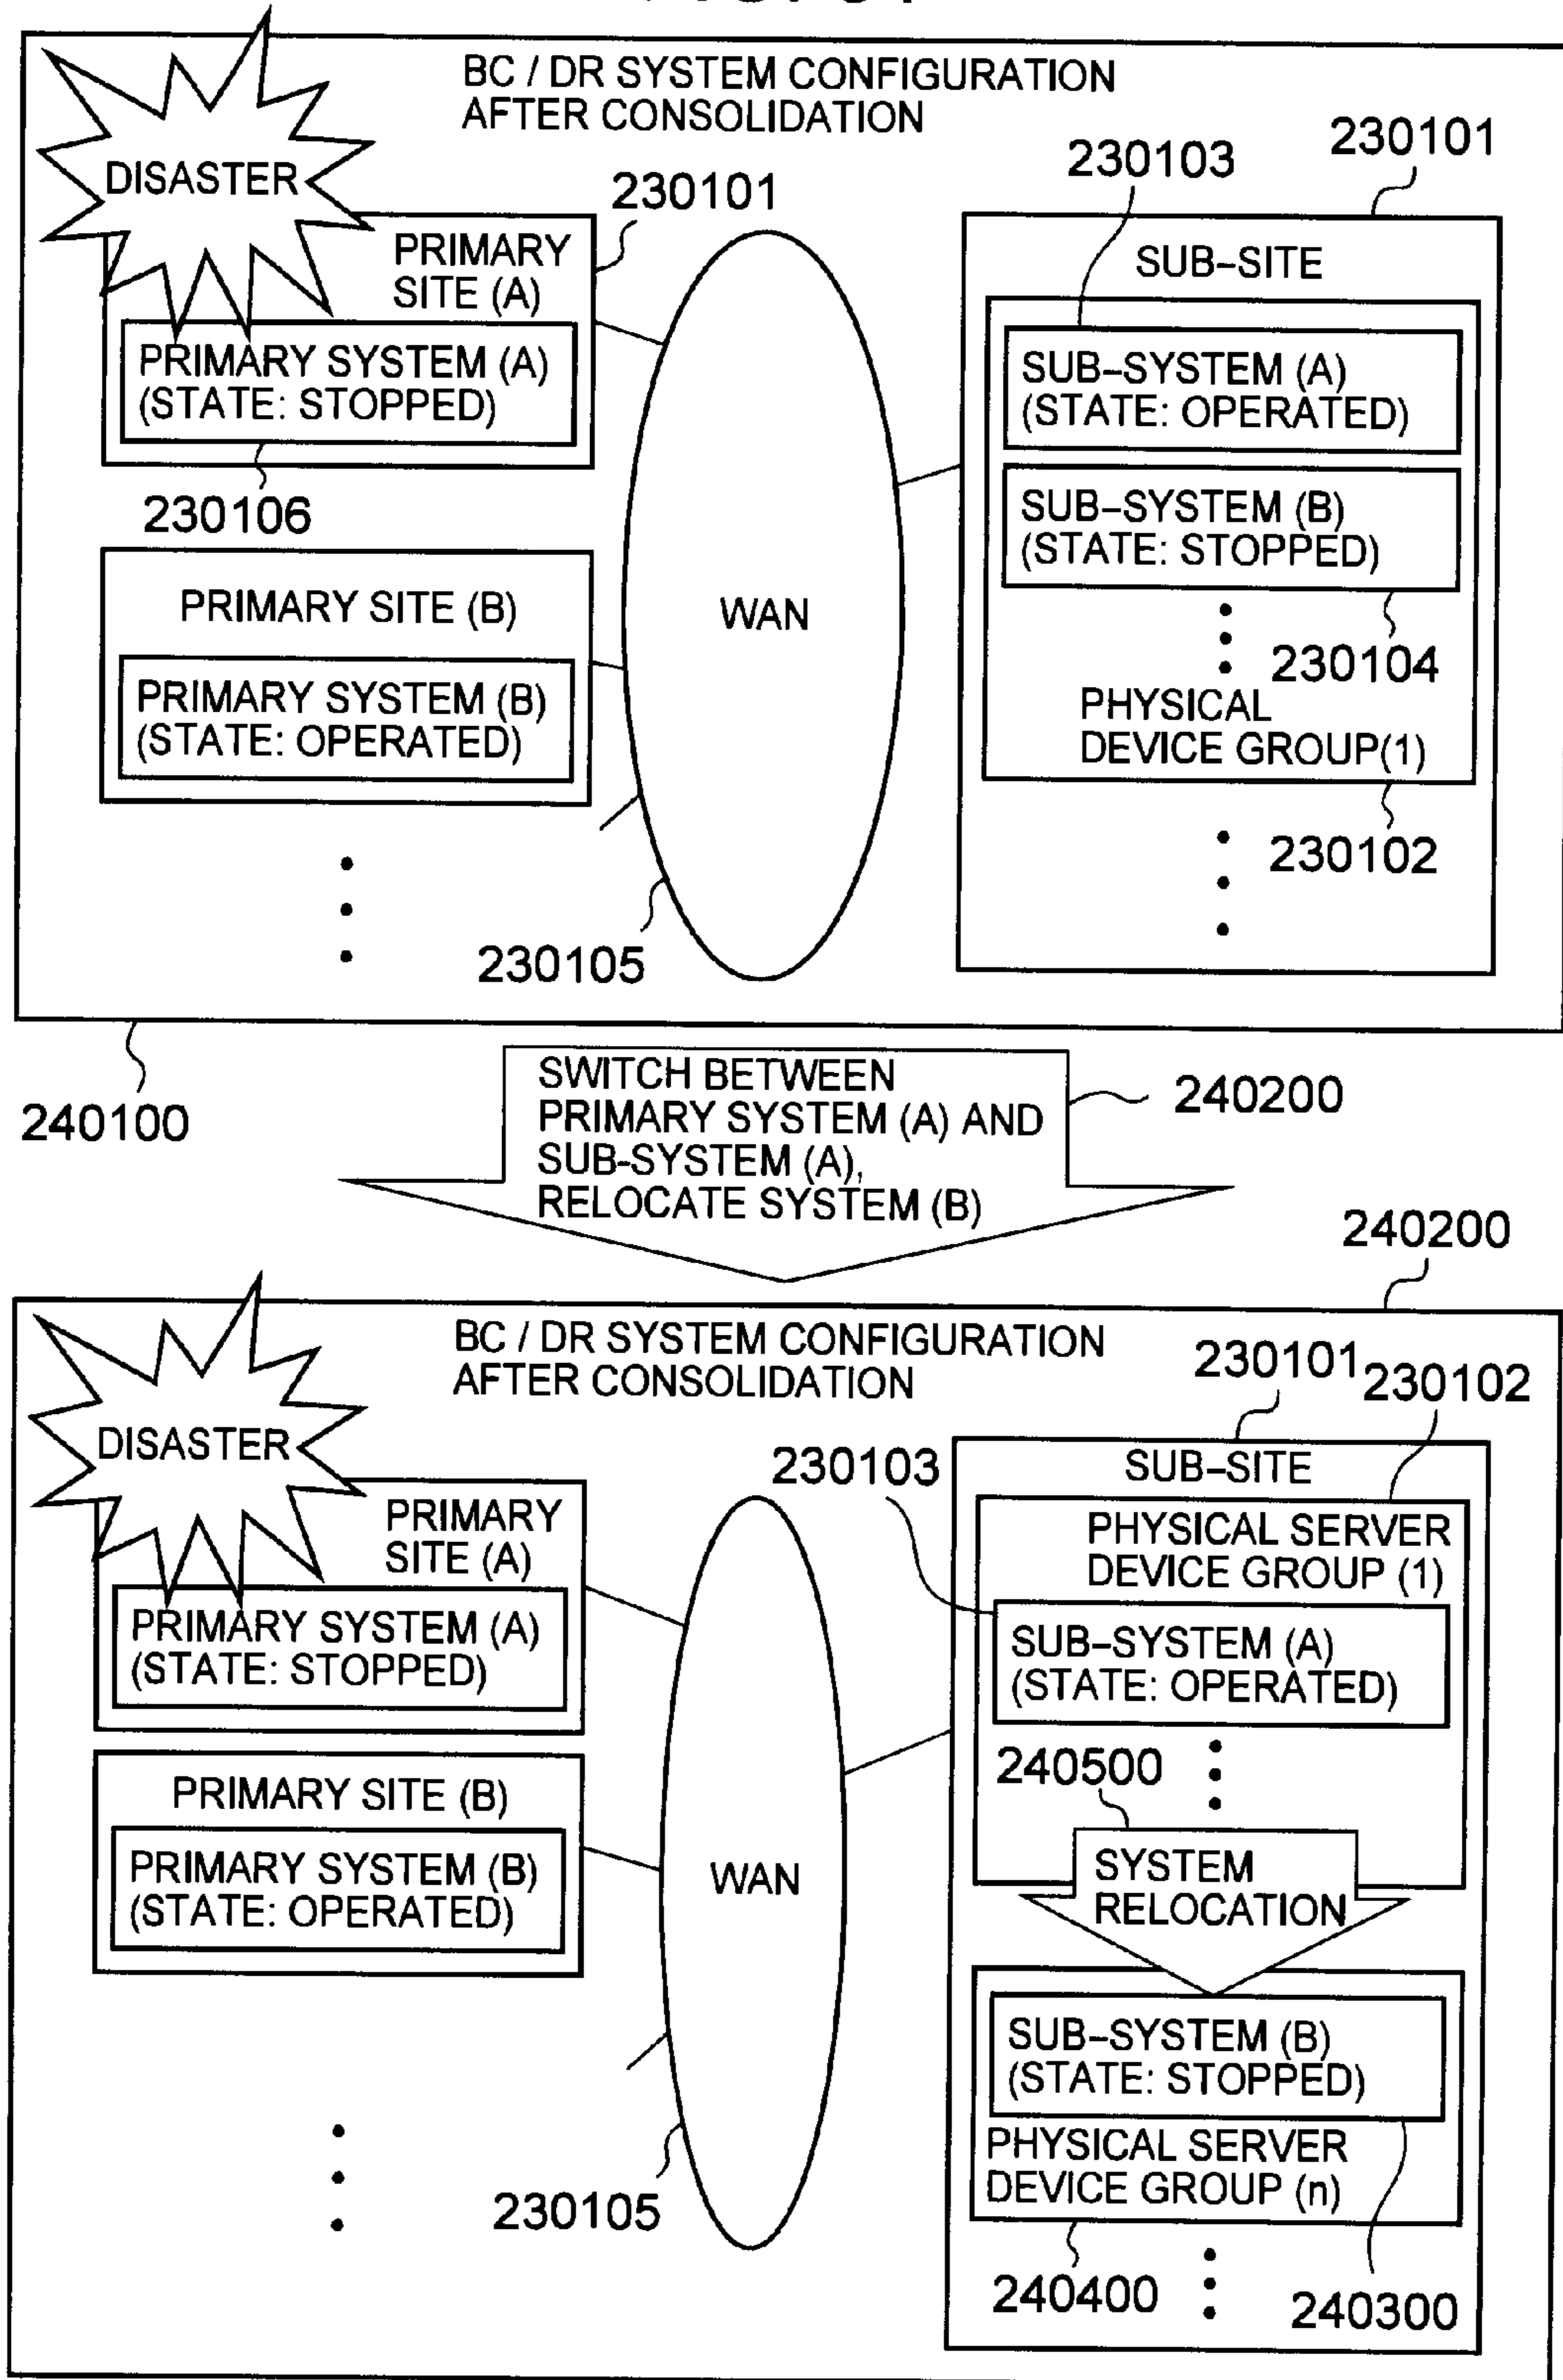 BC / DR SYSTEM CONFIGURATION
AFTER CONSOLIDATION
DISASTER
230101
230103
230101
PRIMARY
SITE (A)
PRIMARY SYSTEM (A)
(STATE: STOPPED)
230106
PRIMARY SITE (B)
PRIMARY SYSTEM (B)
(STATE: OPERATED)
WAN
230105
SUB-SITE
SUB-SYSTEM (A)
(STATE: OPERATED)
SUB-SYSTEM (B)
(STATE: STOPPED)
230104
PHYSICAL
DEVICE GROUP(1)
230102
240100
SWITCH BETWEEN
PRIMARY SYSTEM (A) AND
SUB-SYSTEM (A),
RELOCATE SYSTEM (B)
240200
240200
BC / DR SYSTEM CONFIGURATION
AFTER CONSOLIDATION
DISASTER
230101
230102
230103
PRIMARY
SITE (A)
PRIMARY SYSTEM (A)
(STATE: STOPPED)
PRIMARY SITE (B)
PRIMARY SYSTEM (B)
(STATE: OPERATED)
WAN
230105
SUB-SITE
PHYSICAL SERVER
DEVICE GROUP (1)
SUB-SYSTEM (A)
(STATE: OPERATED)
240500
SYSTEM
RELOCATION
SUB-SYSTEM (B)
(STATE: STOPPED)
PHYSICAL SERVER
DEVICE GROUP (n)
240400
240300